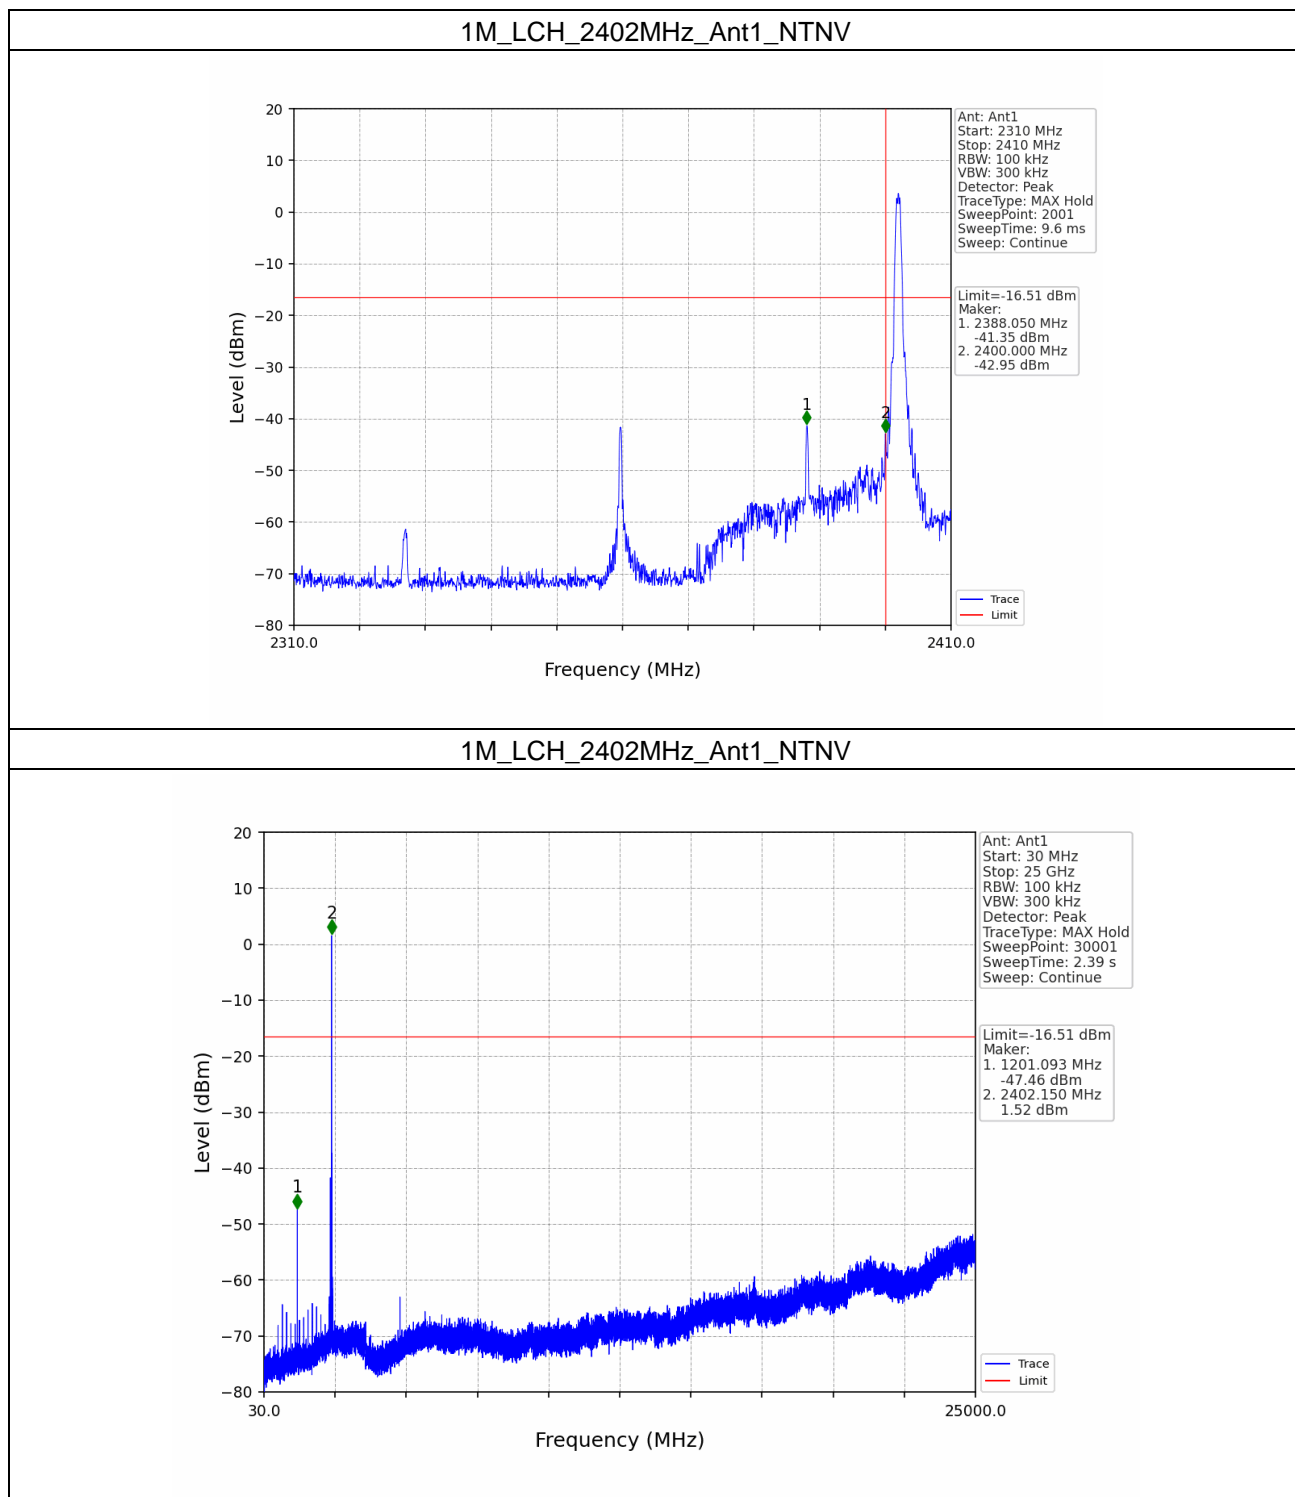 1M_LCH_2402MHz_Ant1_NTNV
20
10
0
−10
−20
−30
−40
−50
−60
−70
−80
Level (dBm)
1
2
2310.0
2410.0
Frequency (MHz)
Ant: Ant1
Start: 2310 MHz
Stop: 2410 MHz
RBW: 100 kHz
VBW: 300 kHz
Detector: Peak
TraceType: MAX Hold
SweepPoint: 2001
SweepTime: 9.6 ms
Sweep: Continue
Limit=-16.51 dBm
Maker:
1. 2388.050 MHz
-41.35 dBm
2. 2400.000 MHz
-42.95 dBm
Trace
Limit
1M_LCH_2402MHz_Ant1_NTNV
20
10
0
−10
−20
−30
−40
−50
−60
−70
−80
Level (dBm)
1
2
30.0
25000.0
Frequency (MHz)
Ant: Ant1
Start: 30 MHz
Stop: 25 GHz
RBW: 100 kHz
VBW: 300 kHz
Detector: Peak
TraceType: MAX Hold
SweepPoint: 30001
SweepTime: 2.39 s
Sweep: Continue
Limit=-16.51 dBm
Maker:
1. 1201.093 MHz
-47.46 dBm
2. 2402.150 MHz
1.52 dBm
Trace
Limit